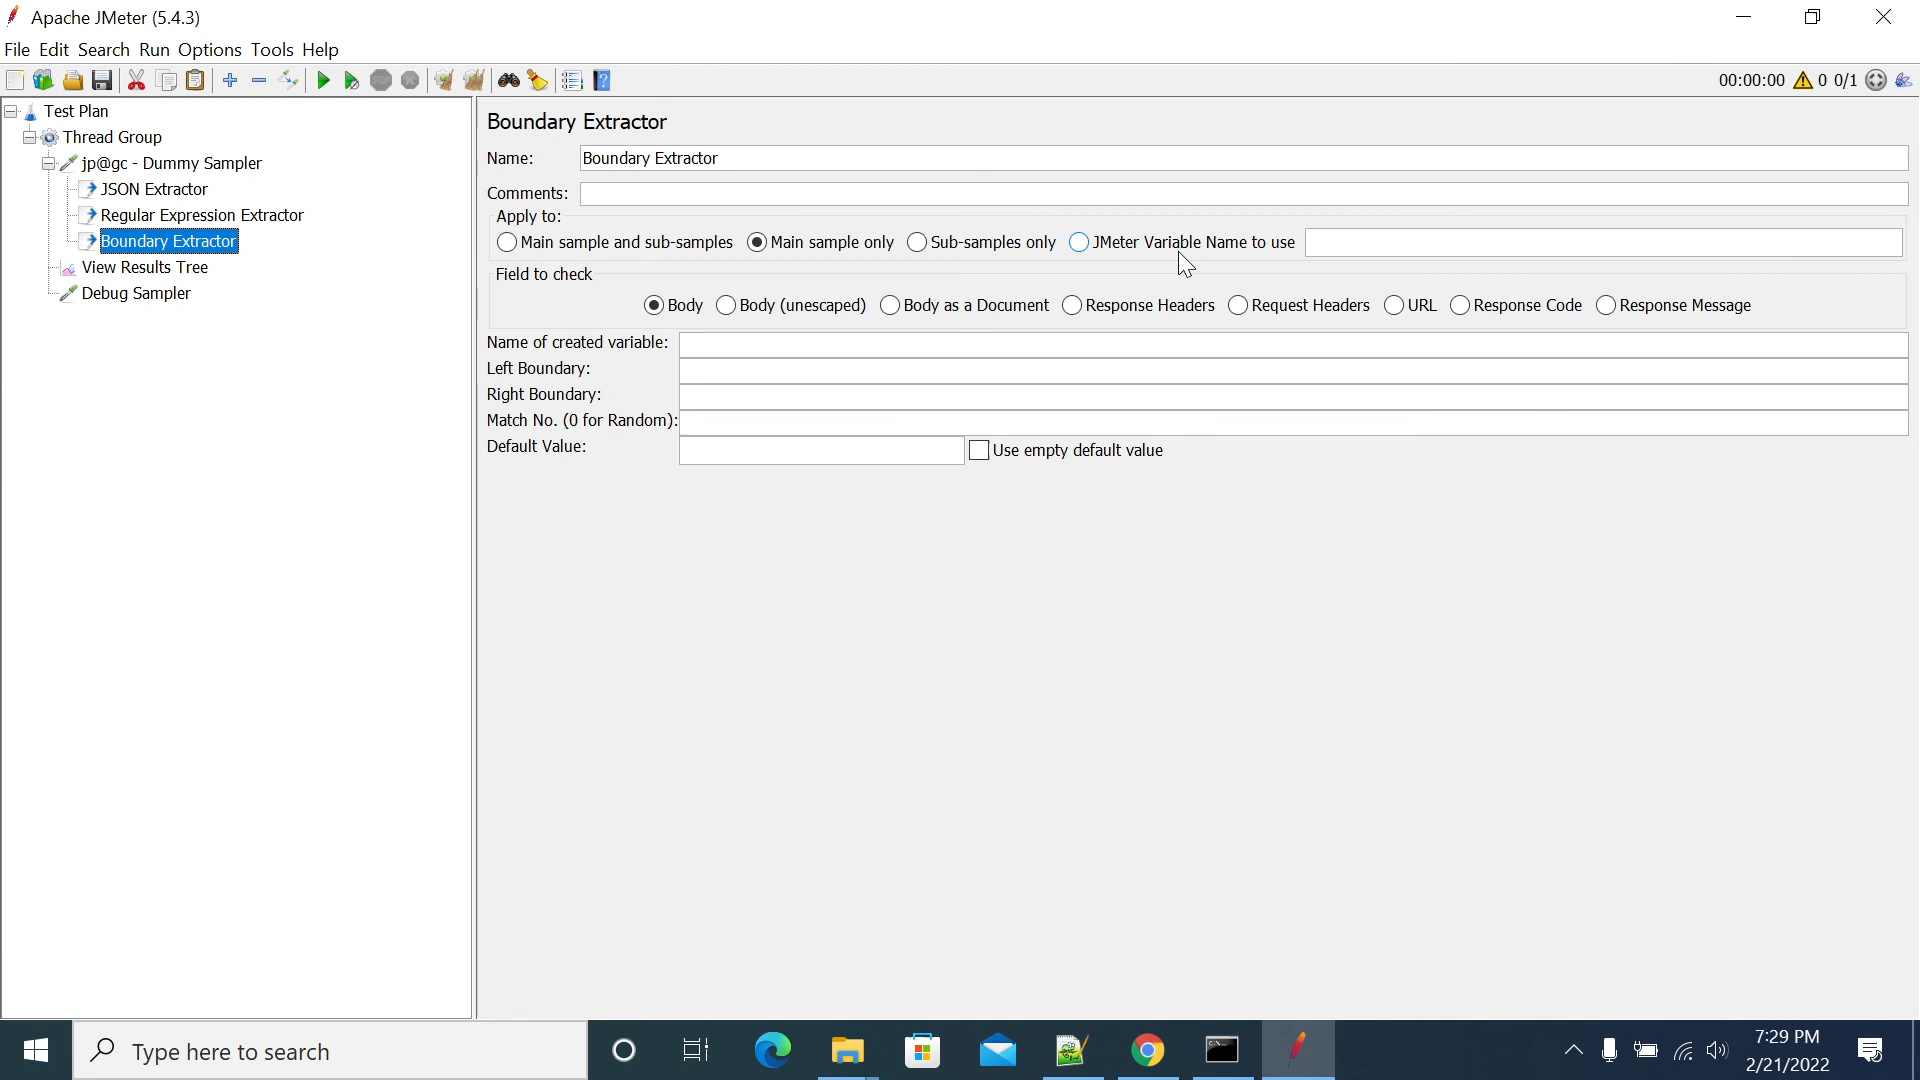 Apache JMeter (5.4.3)
File Edit Search Run Options Tools Help
00:00:00 0 0/1
Test Plan
Thread Group
jp@gc - Dummy Sampler
JSON Extractor
Regular Expression Extractor
Boundary Extractor
View Results Tree
Debug Sampler
Boundary Extractor
Name: Boundary Extractor
Comments:
Apply to:
Main sample and sub-samples Main sample only Sub-samples only JMeter Variable Name to use
Field to check
Body Body (unescaped) Body as a Document Response Headers Request Headers URL Response Code Response Message
Name of created variable:
Left Boundary:
Right Boundary:
Match No. (0 for Random):
Default Value: Use empty default value
Type here to search
7:29 PM
2/21/2022